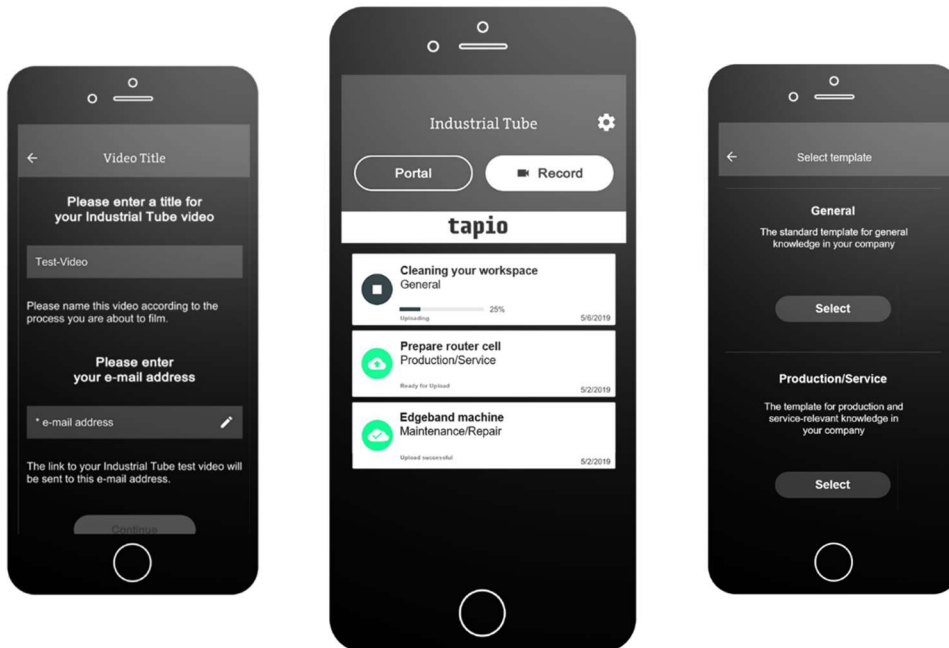 Video Title
Please enter a title for
your Industrial Tube video
Test-Video
Please name this video according to the
process you are about to film.
Please enter
your e-mail address
* e-mail address
The link to your Industrial Tube test video will
be sent to this e-mail address.
Continue
Industrial Tube
Portal
Record
tapio
Cleaning your workspace
General
25%
Uploading
5/6/2019
Prepare router cell
Production/Service
Ready for Upload
5/2/2019
Edgeband machine
Maintenance/Repair
Upload successful
5/2/2019
Select template
General
The standard template for general
knowledge in your company
Select
Production/Service
The template for production and
service-relevant knowledge in
your company
Select